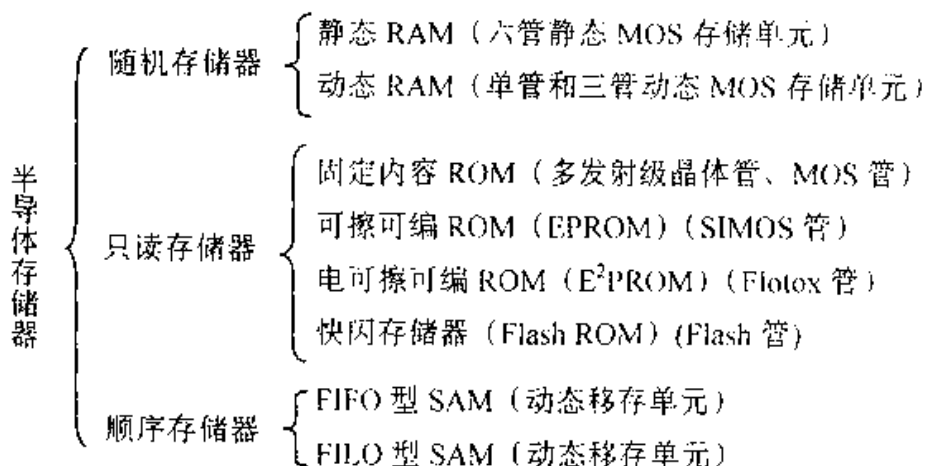 半导体存储器
随机存储器
静态 RAM（六管静态 MOS 存储单元）
动态 RAM（单管和三管动态 MOS 存储单元）
只读存储器
固定内容 ROM（多发射级晶体管、MOS 管）
可擦可编 ROM（EPROM）(SIMOS 管）
电可擦可编 ROM（E²PROM）(Flotox 管）
快闪存储器（Flash ROM）(Flash 管)
顺序存储器
FIFO 型 SAM（动态移存单元）
FILO 型 SAM（动态移存单元）